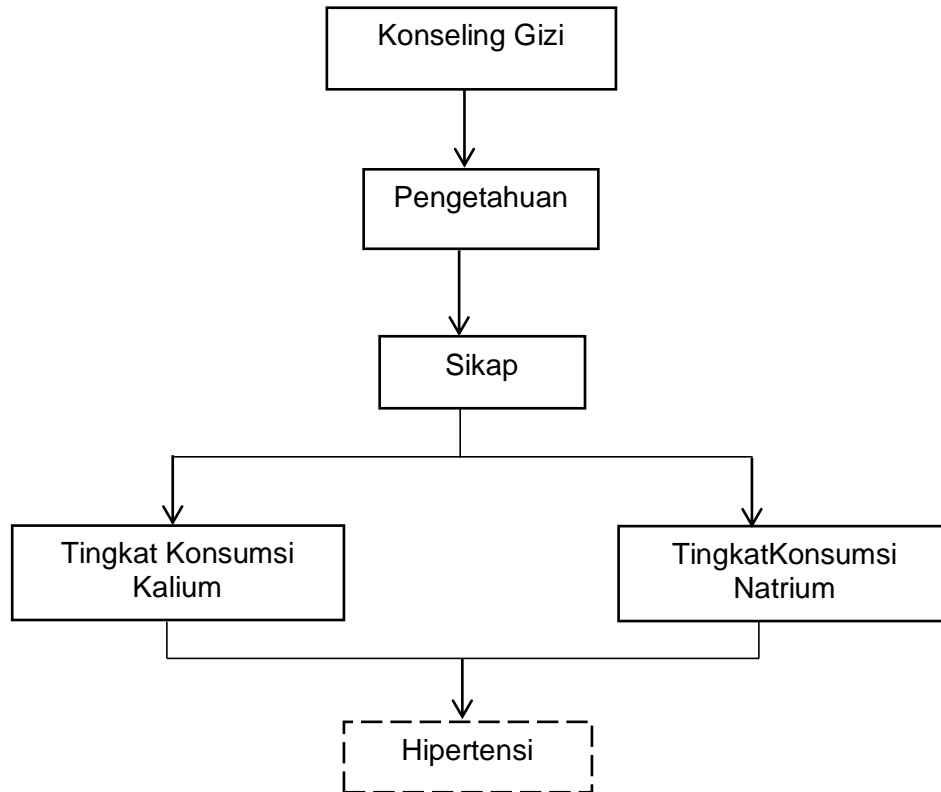 Konseling Gizi
Pengetahuan
Sikap
Tingkat Konsumsi
Kalium
TingkatKonsumsi
Natrium
Hipertensi